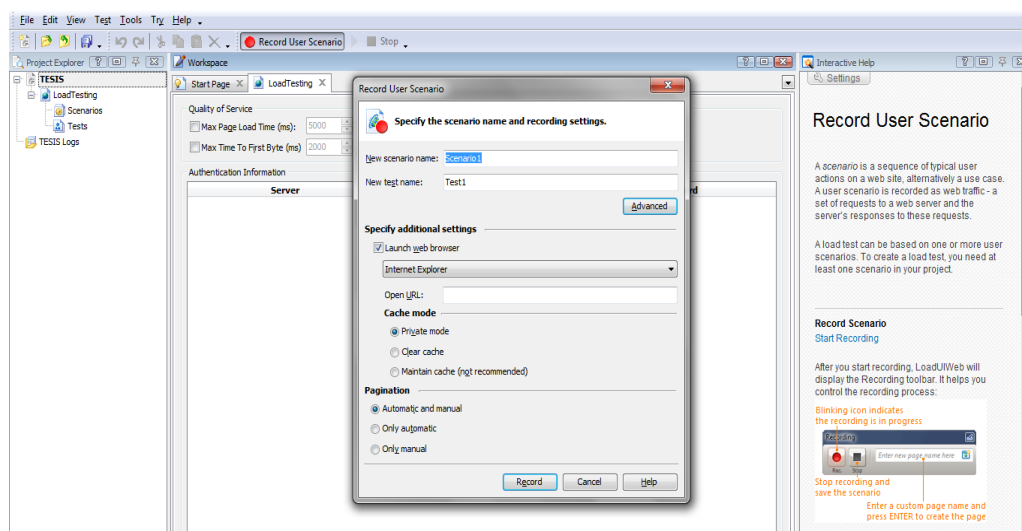 File Edit View Test Tools Try Help
Record User Scenario Stop
Project Explorer
TESIS
LoadTesting
Scenarios
Tests
TESIS Logs
Workspace
Start Page LoadTesting
Quality of Service
Max Page Load Time (ms): 5000
Max Time To First Byte (ms) 2000
Authentication Information
Server
rd
Record User Scenario
Specify the scenario name and recording settings.
New scenario name: Scenario1
New test name: Test1
Advanced
Specify additional settings
Launch web browser
Internet Explorer
Open URL:
Cache mode
Private mode
Clear cache
Maintain cache (not recommended)
Pagination
Automatic and manual
Only automatic
Only manual
Record Cancel Help
Interactive Help
Settings
Record User Scenario
A scenario is a sequence of typical user
actions on a web site, alternatively a use case.
A user scenario is recorded as web traffic - a
set of requests to a web server and the
server's responses to these requests.
A load test can be based on one or more user
scenarios. To create a load test, you need at
least one scenario in your project.
Record Scenario
Start Recording
After you start recording, LoadUIWeb will
display the Recording toolbar. It helps you
control the recording process:
Blinking icon indicates
the recording is in progress
Recording
Enter new page name here
Rec. Stop
Stop recording and
save the scenario
Enter a custom page name and
press ENTER to create the page